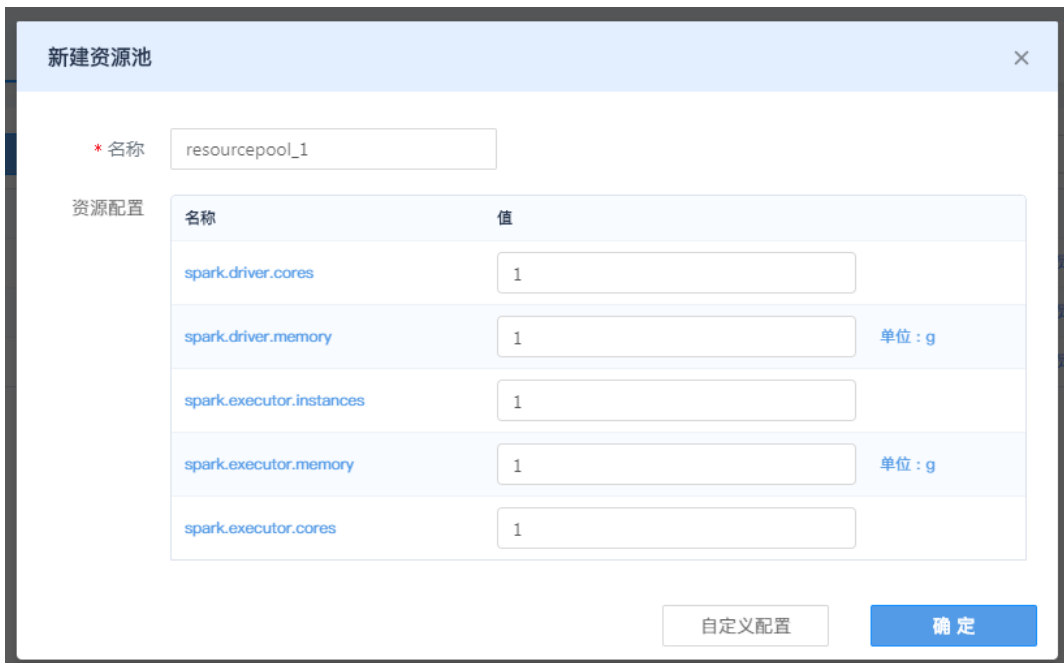 新建资源池
* 名称 resourcepool_1
资源配置
名称 值
spark.driver.cores 1
spark.driver.memory 1 单位：g
spark.executor.instances 1
spark.executor.memory 1 单位：g
spark.executor.cores 1
自定义配置 确定